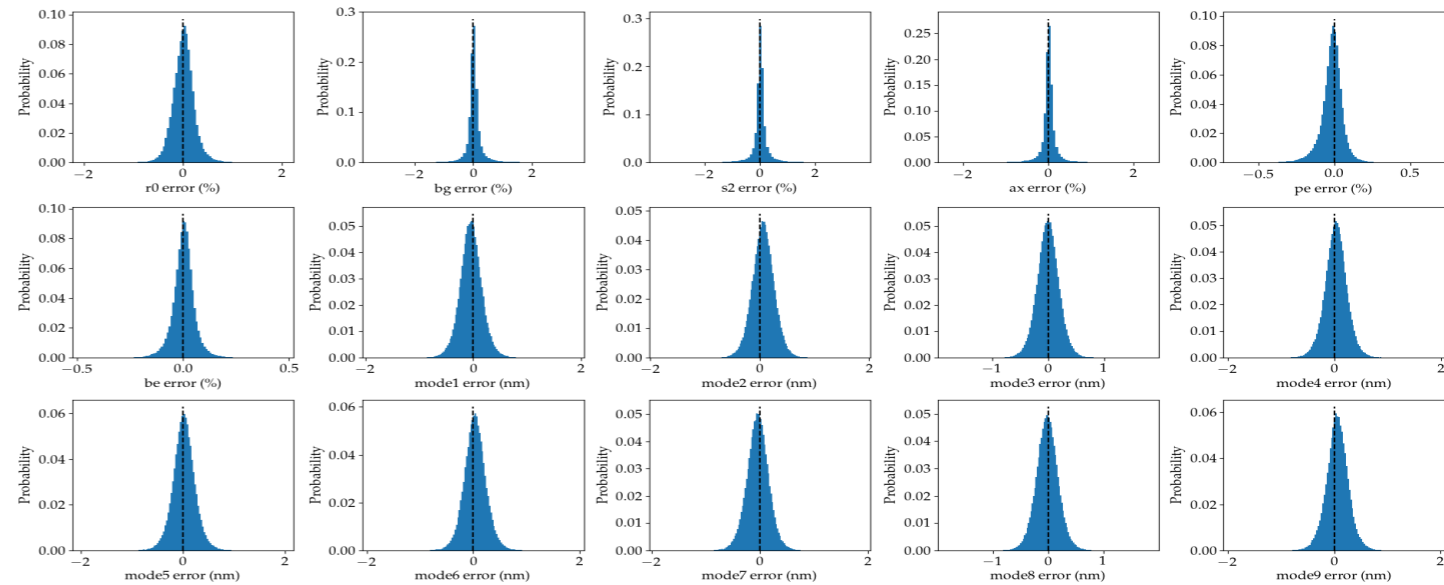 0.10
0.08
0.06
0.04
0.02
0.00
Probability
−2 0 2
r0 error (%)
0.3
0.2
0.1
0.0
Probability
0 2
bg error (%)
0.3
0.2
0.1
0.0
Probability
−2 0 2
s2 error (%)
0.25
0.20
0.15
0.10
0.05
0.00
Probability
−2 0 2
ax error (%)
0.10
0.08
0.06
0.04
0.02
0.00
Probability
−0.5 0.0 0.5
pe error (%)
0.10
0.08
0.06
0.04
0.02
0.00
Probability
−0.5 0.0 0.5
be error (%)
0.05
0.04
0.03
0.02
0.01
0.00
Probability
−2 0 2
mode1 error (nm)
0.05
0.04
0.03
0.02
0.01
0.00
Probability
−2 0 2
mode2 error (nm)
0.05
0.04
0.03
0.02
0.01
0.00
Probability
−1 0 1
mode3 error (nm)
0.05
0.04
0.03
0.02
0.01
0.00
Probability
−2 0 2
mode4 error (nm)
0.06
0.04
0.02
0.00
Probability
−2 0 2
mode5 error (nm)
0.06
0.04
0.02
0.00
Probability
−2 0 2
mode6 error (nm)
0.05
0.04
0.03
0.02
0.01
0.00
Probability
−2 0 2
mode7 error (nm)
0.05
0.04
0.03
0.02
0.01
0.00
Probability
−1 0 1
mode8 error (nm)
0.06
0.04
0.02
0.00
Probability
−2 0 2
mode9 error (nm)